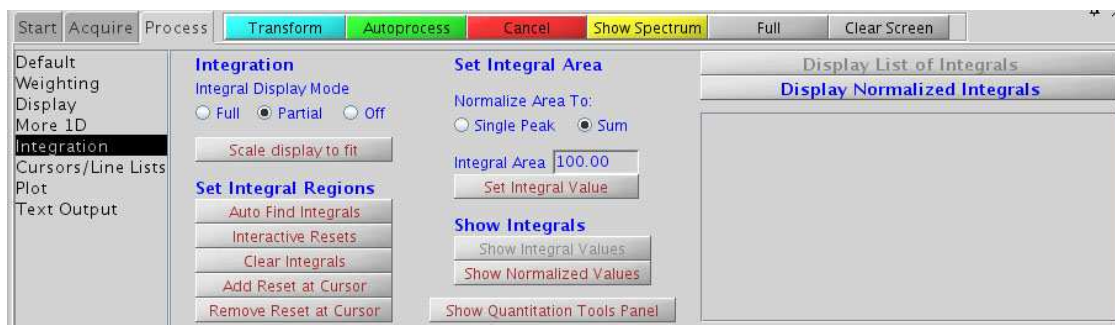 Start Acquire Process Transform Autoprocess Cancel Show Spectrum Full Clear Screen
Default
Weighting
Display
More 1D
Integration
Cursors/Line Lists
Plot
Text Output
Integration
Integral Display Mode
Full Partial Off
Scale display to fit
Set Integral Regions
Auto Find Integrals
Interactive Resets
Clear Integrals
Add Reset at Cursor
Remove Reset at Cursor
Set Integral Area
Normalize Area To:
Single Peak Sum
Integral Area 100.00
Set Integral Value
Show Integrals
Show Integral Values
Show Normalized Values
Show Quantitation Tools Panel
Display List of Integrals
Display Normalized Integrals